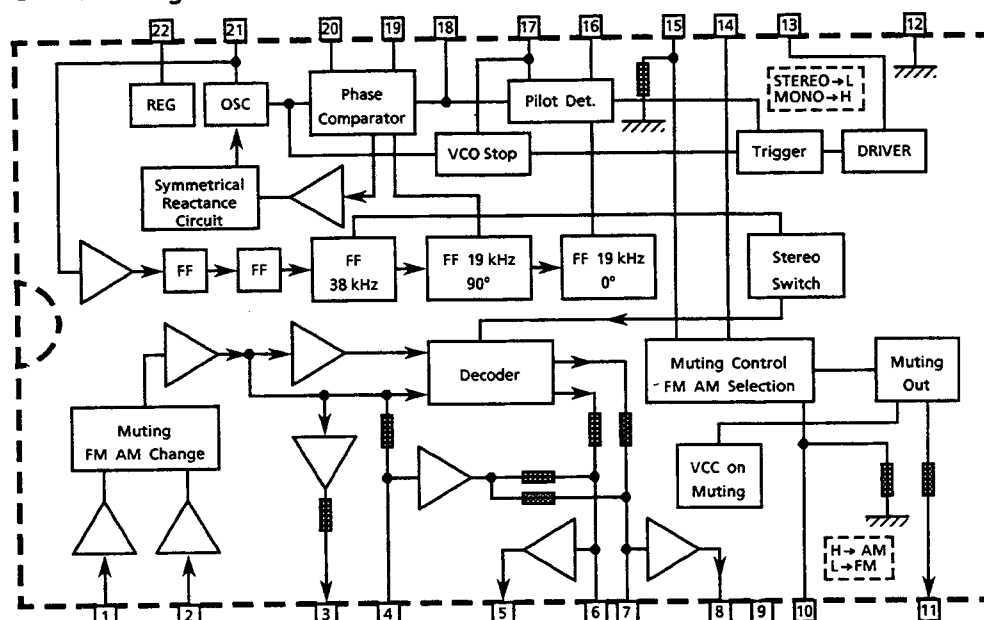 22
21
20
19
18
17
16
15
14
13
12
REG
OSC
Phase
Comparator
Pilot Det.
STEREO→L
MONO→H
VCO Stop
Trigger
DRIVER
Symmetrical
Reactance
Circuit
FF
FF
FF
38 kHz
FF 19 kHz
90°
FF 19 kHz
0°
Stereo
Switch
Decoder
Muting Control
FM AM Selection
Muting
Out
Muting
FM AM Change
VCC on
Muting
H→ AM
L→FM
1
2
3
4
5
6
7
8
9
10
11